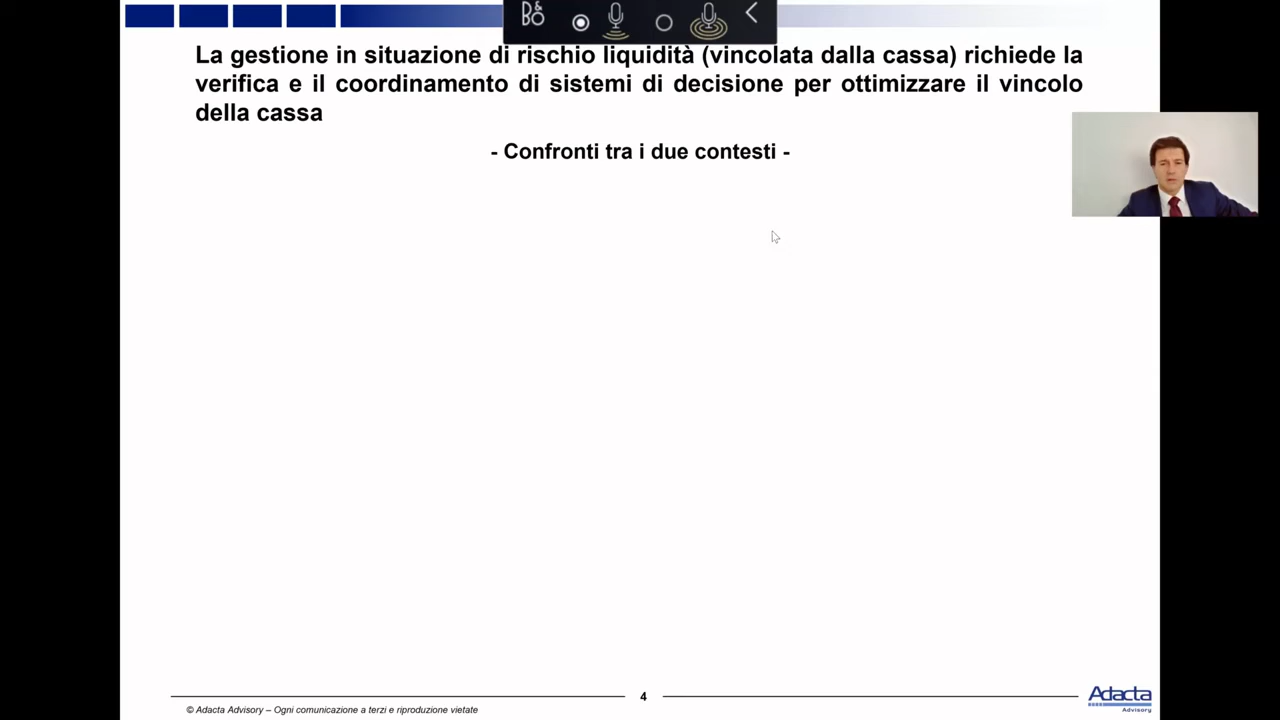 B&O
La gestione in situazione di rischio liquidità (vincolata dalla cassa) richiede la
verifica e il coordinamento di sistemi di decisione per ottimizzare il vincolo
della cassa
- Confronti tra i due contesti -
4
© Adacta Advisory – Ogni comunicazione a terzi e riproduzione vietate
Adacta
Advisory